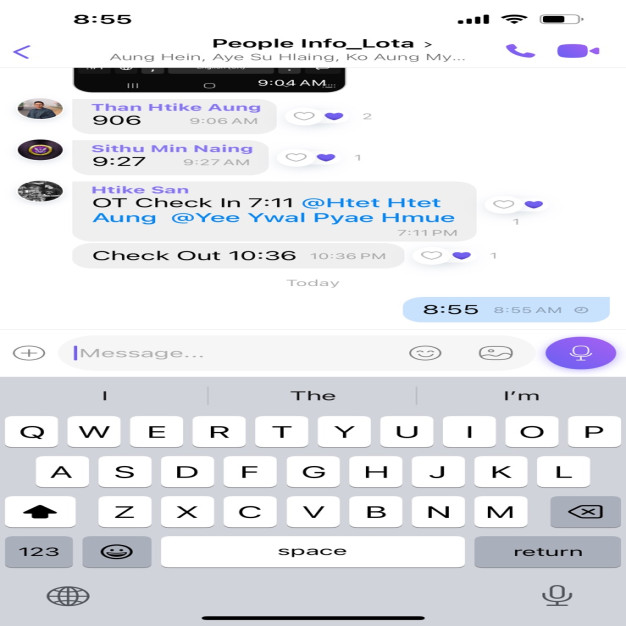 8:55
People Info_Lota >
Aung Hein, Aye Su Hlaing, Ko Aung My...
9:04 AM
Than Htike Aung
906 9:06 AM
2
Sithu Min Naing
9:27 9:27 AM
1
Htike San
OT Check In 7:11 @Htet Htet
Aung @Yee Ywal Pyae Hmue
7:11 PM
1
Check Out 10:36 10:36 PM
1
Today
8:55 8:55 AM
Message...
I The I'm
Q W E R T Y U I O P
A S D F G H J K L
Z X C V B N M
123 space return